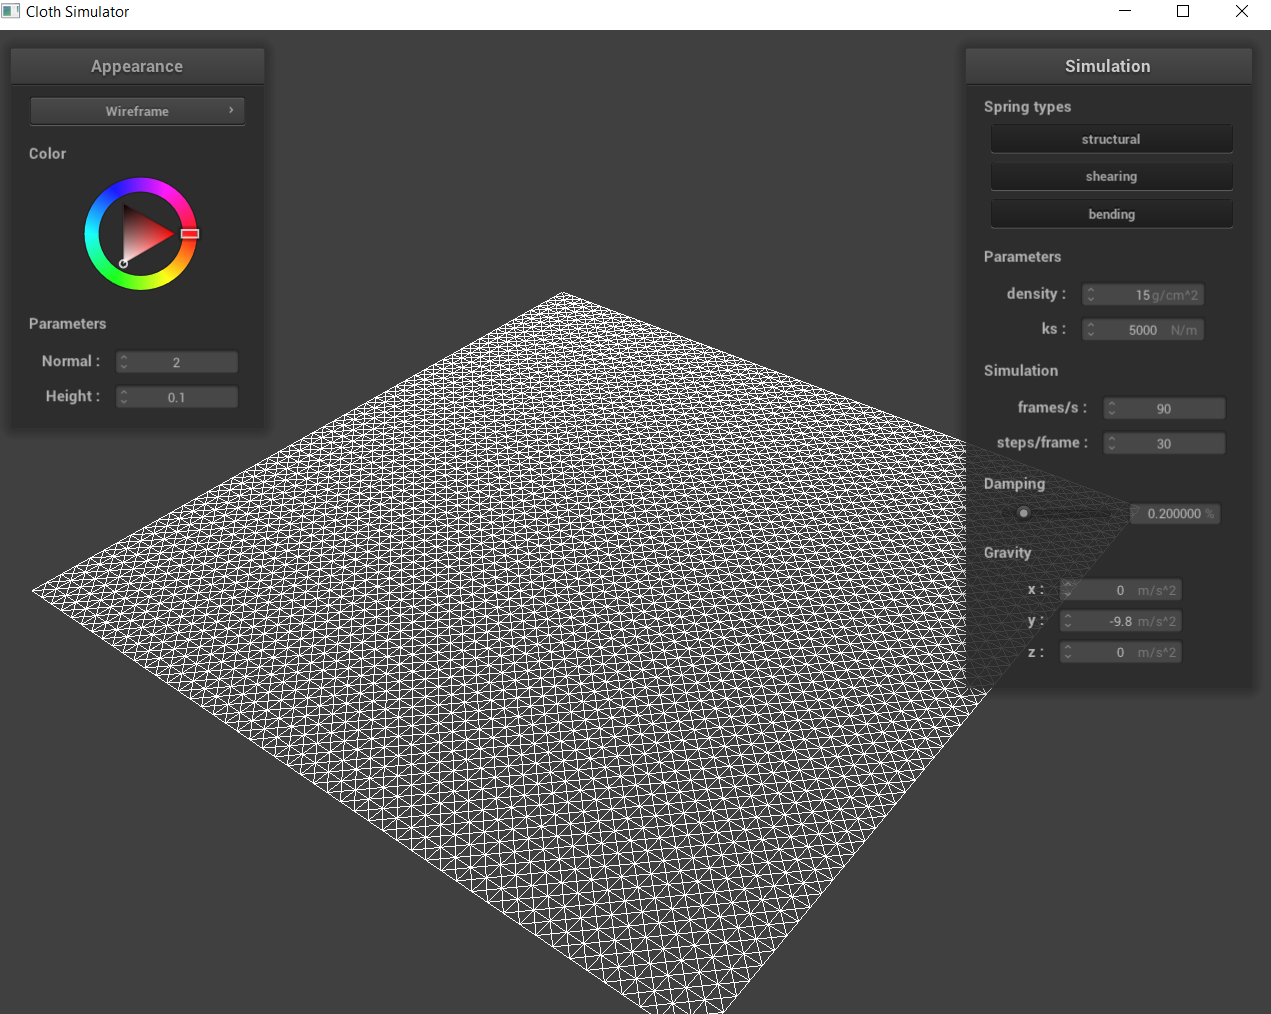 Cloth Simulator
Appearance
Wireframe
Color
Parameters
Normal : 2
Height : 0.1
Simulation
Spring types
structural
shearing
bending
Parameters
density : 15 g/cm^2
ks : 5000 N/m
Simulation
frames/s : 90
steps/frame : 30
Damping
0.200000 %
Gravity
x : 0 m/s^2
y : -9.8 m/s^2
z : 0 m/s^2